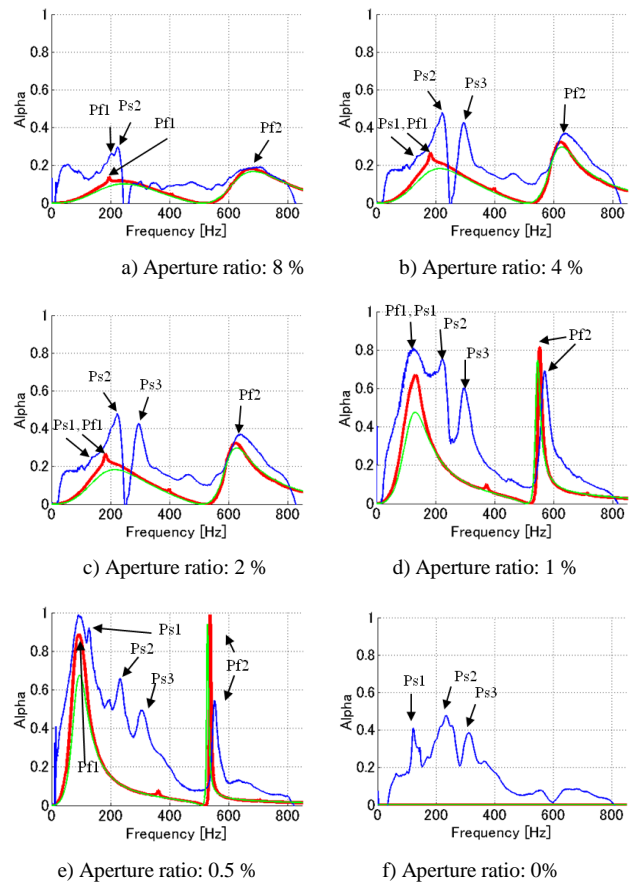 1
0.8
0.6
0.4
0.2
0
Alpha
Pf1
Ps2
Pf1
Pf2
0 200 400 600 800
Frequency [Hz]
a) Aperture ratio: 8 %
1
0.8
0.6
0.4
0.2
0
Alpha
Ps2
Ps3
Ps1,Pf1
Pf2
0 200 400 600 800
Frequency [Hz]
b) Aperture ratio: 4 %
1
0.8
0.6
0.4
0.2
0
Alpha
Ps2
Ps3
Ps1,Pf1
Pf2
0 200 400 600 800
Frequency [Hz]
c) Aperture ratio: 2 %
1
0.8
0.6
0.4
0.2
0
Alpha
Pf1,Ps1
Ps2
Ps3
Pf2
0 200 400 600 800
Frequency [Hz]
d) Aperture ratio: 1 %
1
0.8
0.6
0.4
0.2
0
Alpha
Ps1
Ps2
Ps3
Pf2
Pf1
0 200 400 600 800
Frequency [Hz]
e) Aperture ratio: 0.5 %
1
0.8
0.6
0.4
0.2
0
Alpha
Ps1
Ps2
Ps3
0 200 400 600 800
Frequency [Hz]
f) Aperture ratio: 0%